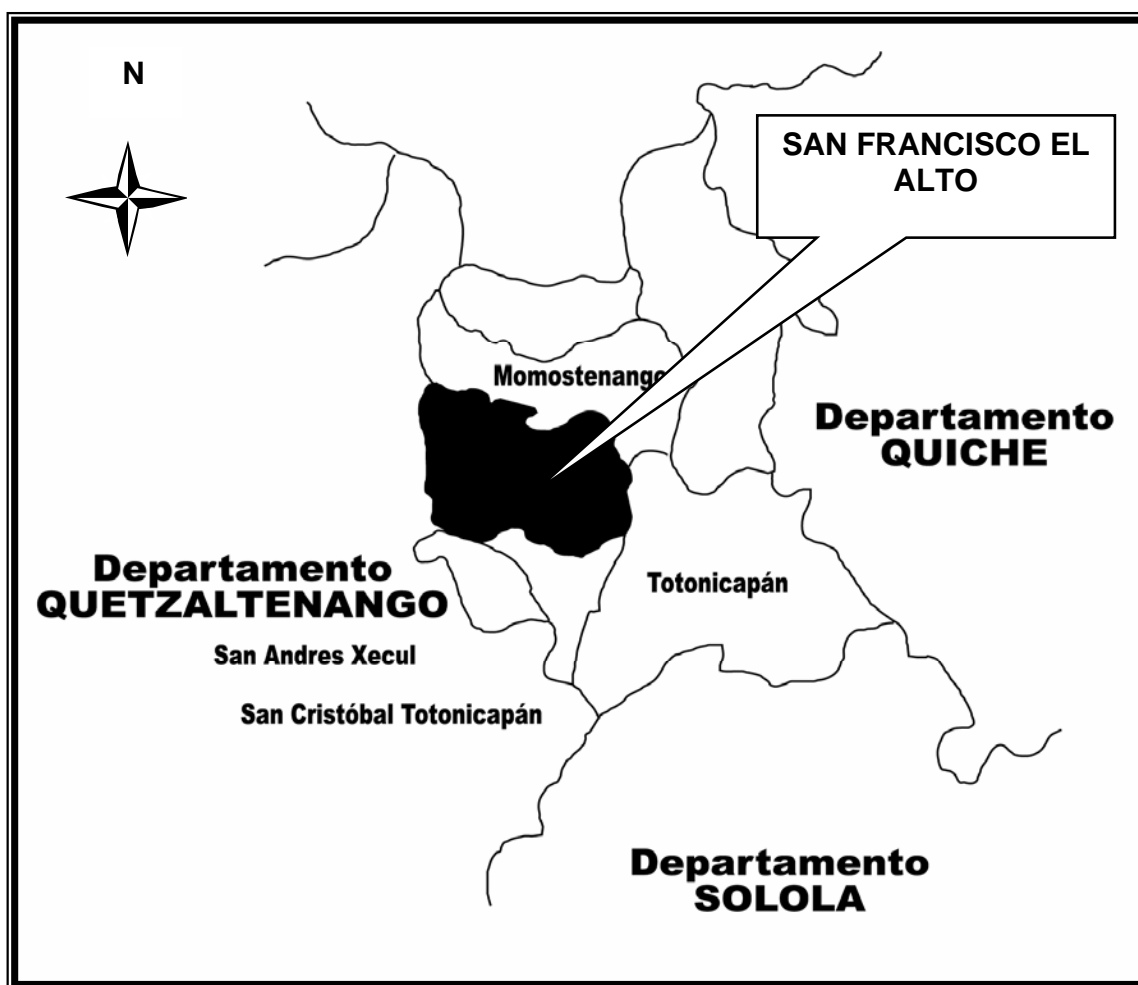 N
SAN FRANCISCO EL
ALTO
Momostenango
Departamento
QUICHE
Departamento
QUETZALTENANGO
Totonicapán
San Andres Xecul
San Cristóbal Totonicapán
Departamento
SOLOLA